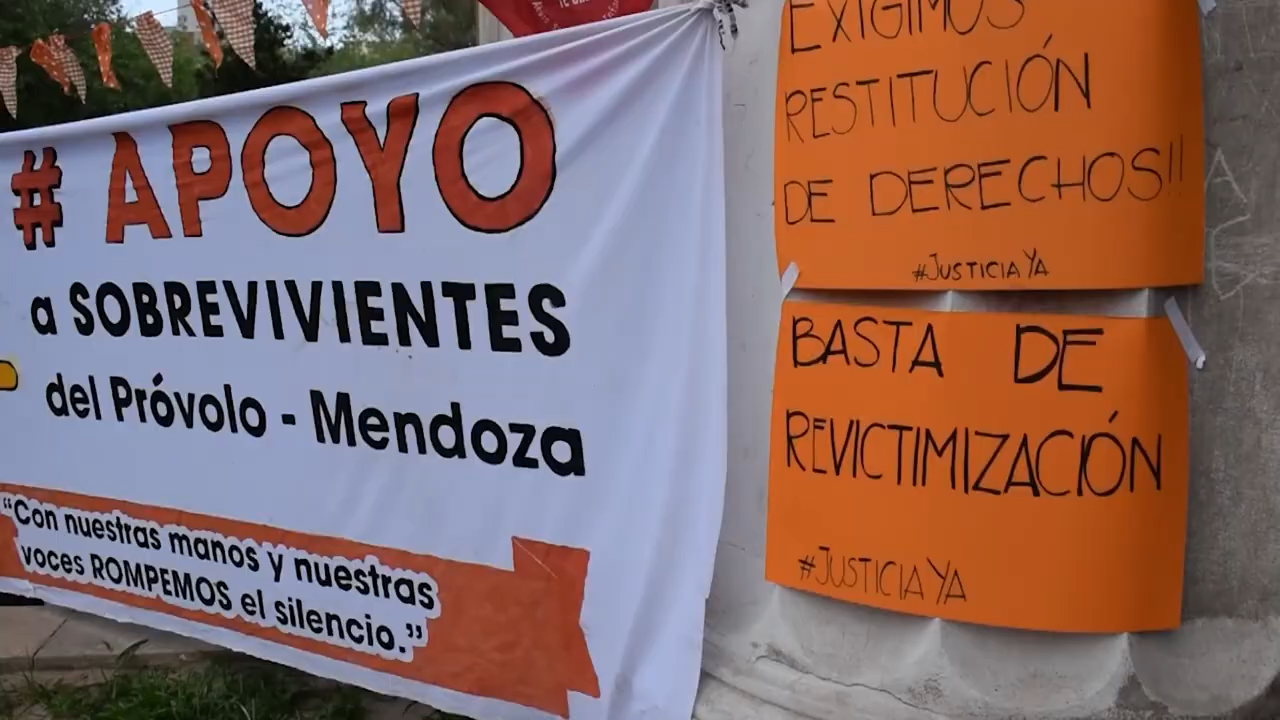 # APOYO
a SOBREVIVIENTES
del Próvolo - Mendoza
“Con nuestras manos y nuestras
voces ROMPEMOS el silencio.”
EXIGIMOS
RESTITUCIÓN
DE DERECHOS!!
#JUSTICIA YA
BASTA DE
REVICTIMIZACIÓN
#JUSTICIA YA